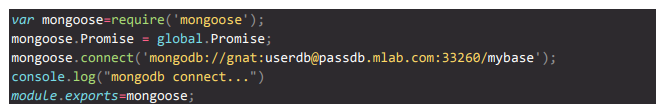 var mongoose=require('mongoose');
mongoose.Promise = global.Promise;
mongoose.connect('mongodb://gnat:userdb@passdb.mlab.com:33260/mybase');
console.log("mongodb connect...")
module.exports=mongoose;